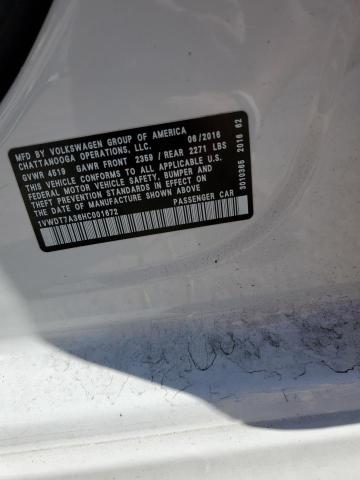 MFD. BY VOLKSWAGEN GROUP OF AMERICA
CHATTANOOGA OPERATIONS, LLC. 06/2016
GVWR 4519 GAWR FRONT 2359 / REAR 2271 LBS
THIS VEHICLE CONFORMS TO ALL APPLICABLE U.S.
FEDERAL MOTOR VEHICLE SAFETY, BUMPER AND
THEFT PREVENTION STANDARDS IN EFFECT ON
THE DATE OF MANUFACTURE SHOWN ABOVE.
1VWDT7A36HC001672 PASSENGER CAR
3010365 2016 62